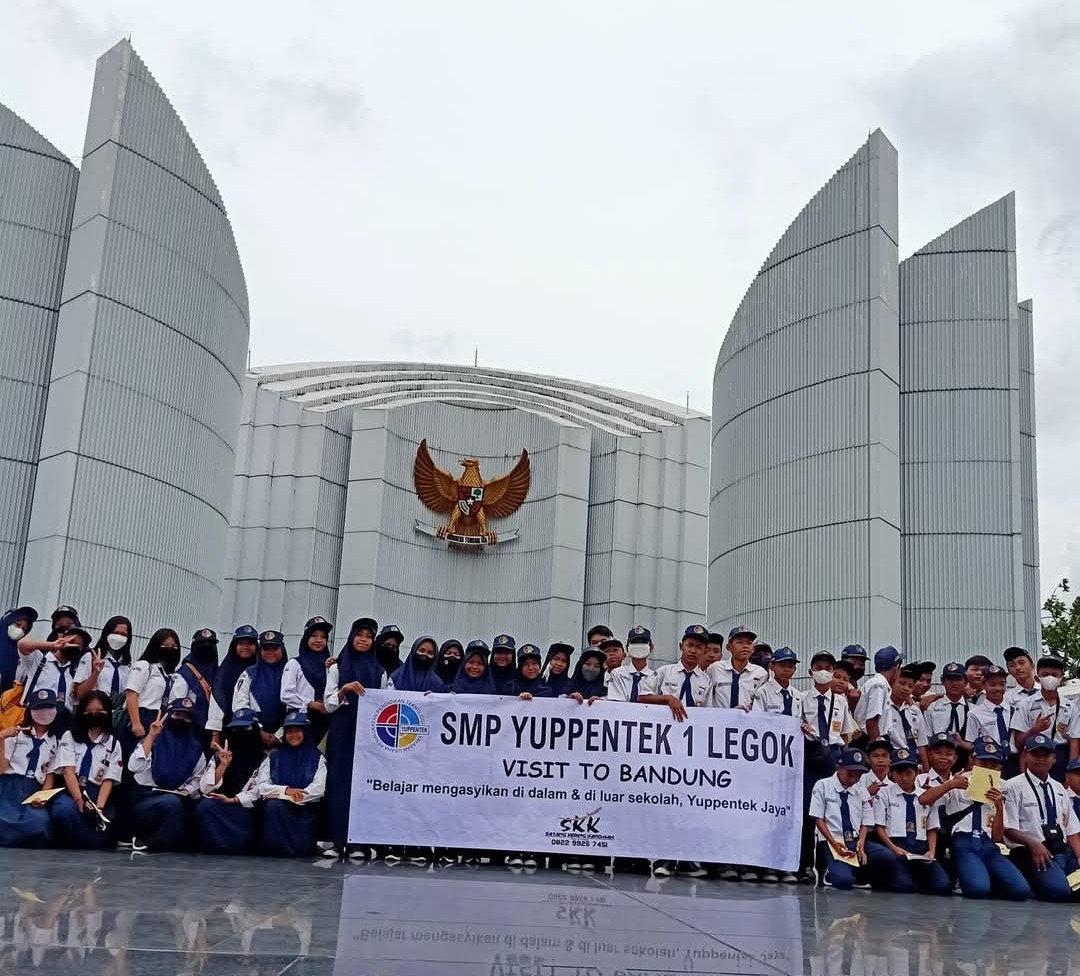 YUPPENTEK
SMP YUPPENTEK 1 LEGOK
VISIT TO BANDUNG
"Belajar mengasyikan di dalam & di luar sekolah, Yuppentek Jaya"
SKK
0822 9925 7451